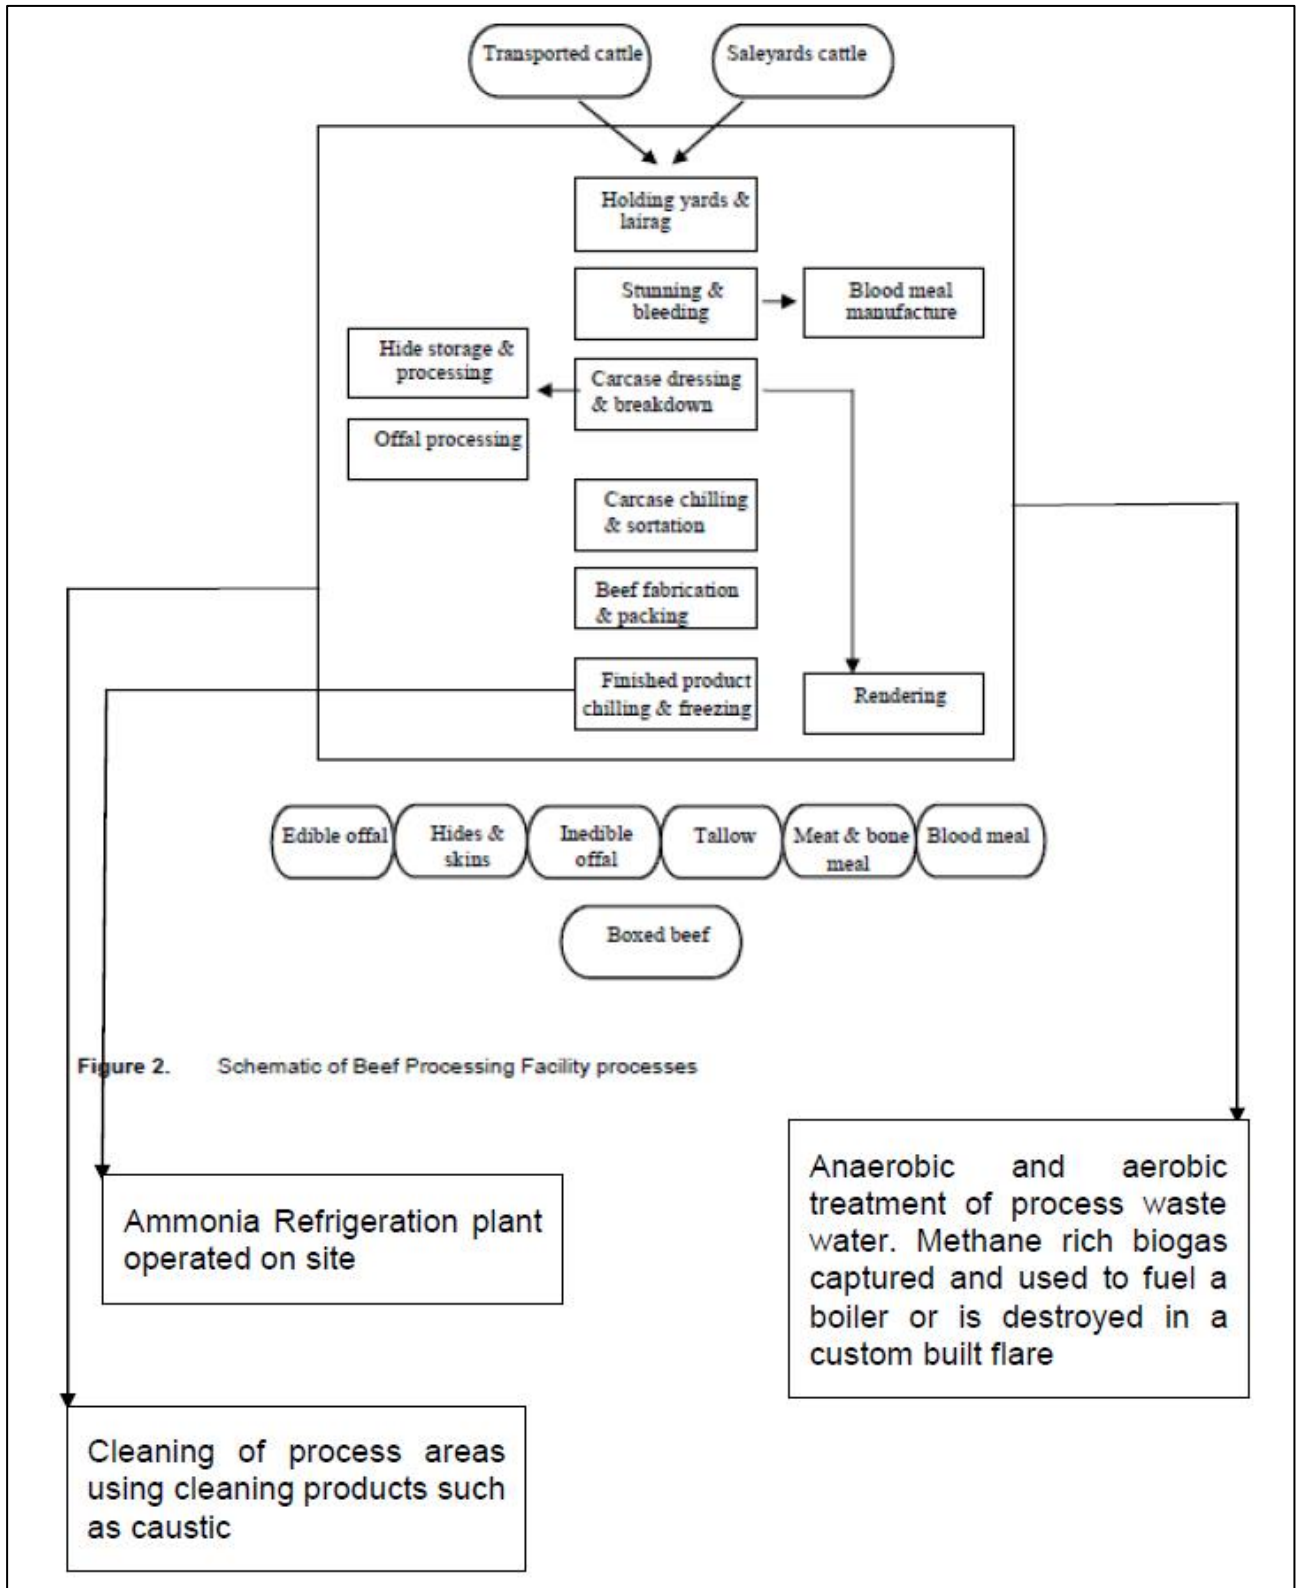 Transported cattle
Saleyards cattle
Holding yards &
lairag
Stunning &
bleeding
Blood meal
manufacture
Hide storage &
processing
Carcase dressing
& breakdown
Offal processing
Carcase chilling
& sortation
Beef fabrication
& packing
Finished product
chilling & freezing
Rendering
Edible offal
Hides &
skins
Inedible
offal
Tallow
Meat & bone
meal
Blood meal
Boxed beef
Figure 2. Schematic of Beef Processing Facility processes
Anaerobic and aerobic
treatment of process waste
water. Methane rich biogas
captured and used to fuel a
boiler or is destroyed in a
custom built flare
Ammonia Refrigeration plant
operated on site
Cleaning of process areas
using cleaning products such
as caustic